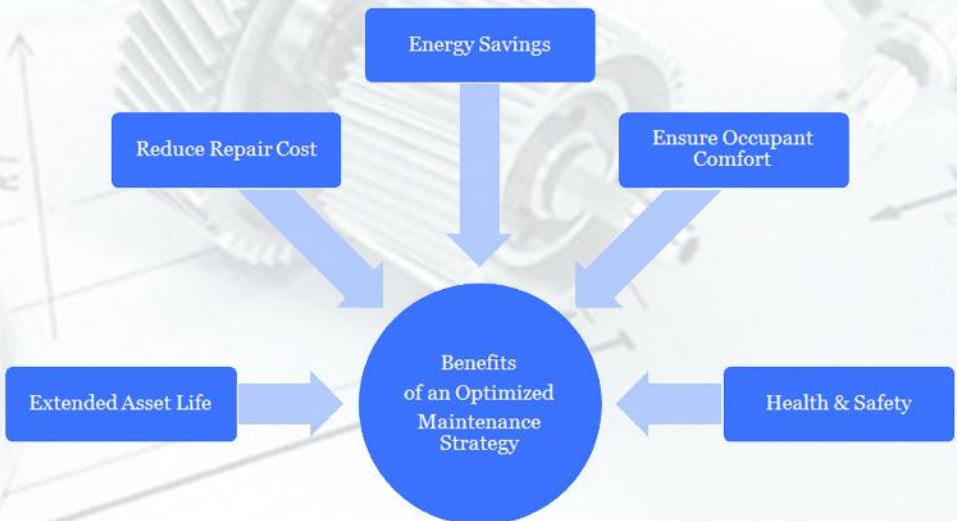 Energy Savings
Reduce Repair Cost
Ensure Occupant
Comfort
Extended Asset Life
Benefits
of an Optimized
Maintenance
Strategy
Health & Safety